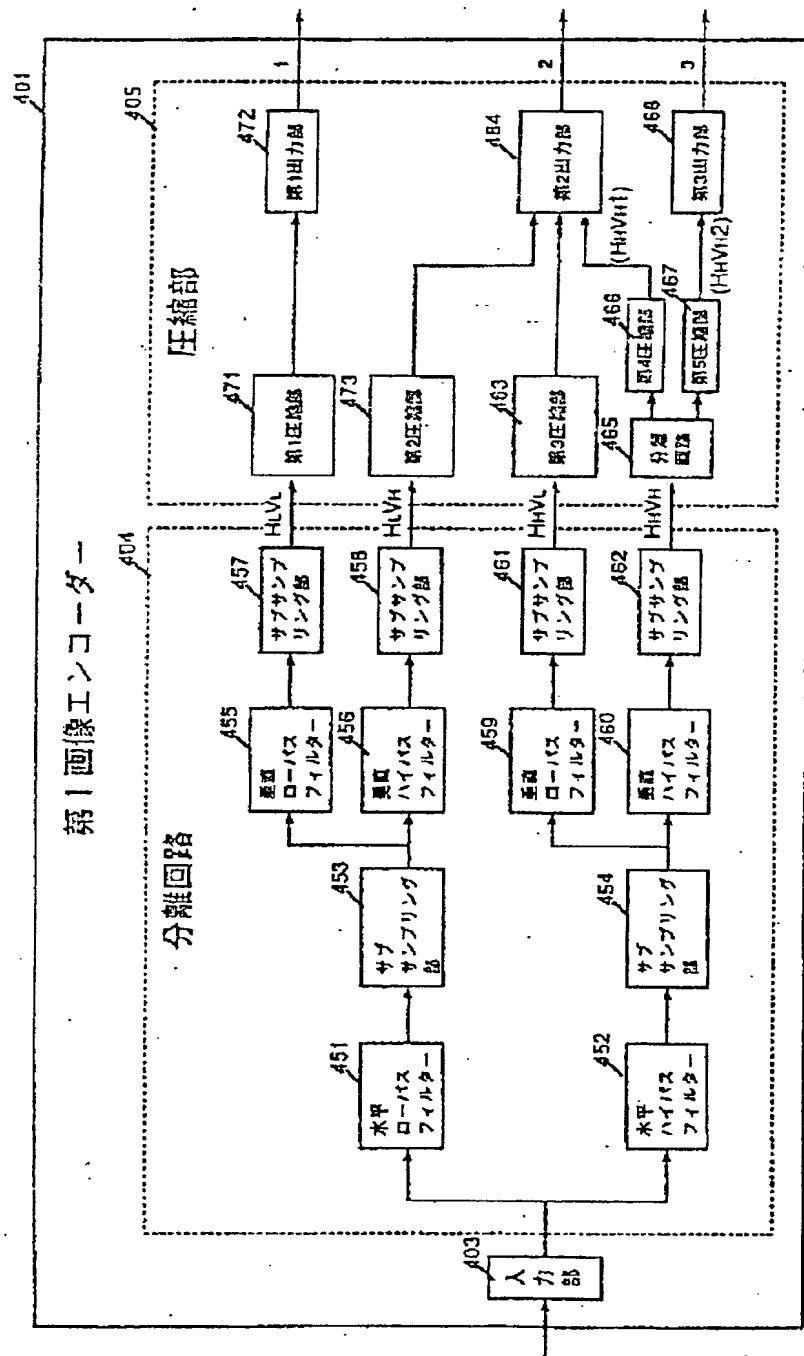 第1画像エンコーダー
401
分離回路
404
圧縮部
405
403
入力部
451
水平
ローパス
フィルター
452
水平
ハイパス
フィルター
453
サブ
サンプリング
部
454
サブ
サンプリング
部
455
垂直
ローパス
フィルター
456
垂直
ハイパス
フィルター
459
垂直
ローパス
フィルター
460
垂直
ハイパス
フィルター
457
サブサンプ
リング部
458
サブサンプ
リング部
461
サブサンプ
リング部
462
サブサンプ
リング部
HLVL
HLVH
HHVL
HHVH
471
第1圧縮部
473
第2圧縮部
463
第3圧縮部
465
分離
回路
466
第4圧縮部
467
第5圧縮部
(HHVH1)
(HHVH2)
472
第1出力部
464
第2出力部
468
第3出力部
1
2
3